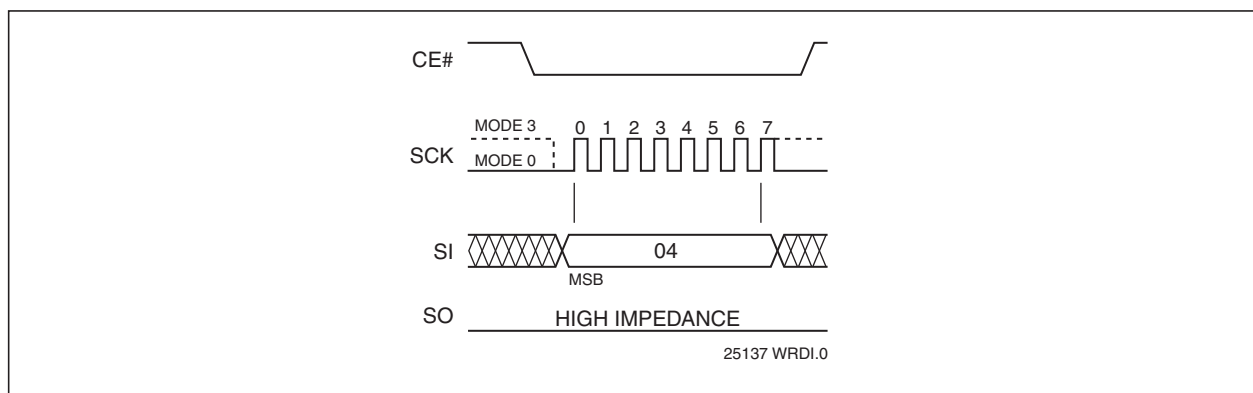 CE#
MODE 3
0 1 2 3 4 5 6 7
SCK
MODE 0
SI
04
MSB
SO
HIGH IMPEDANCE
25137 WRDI.0